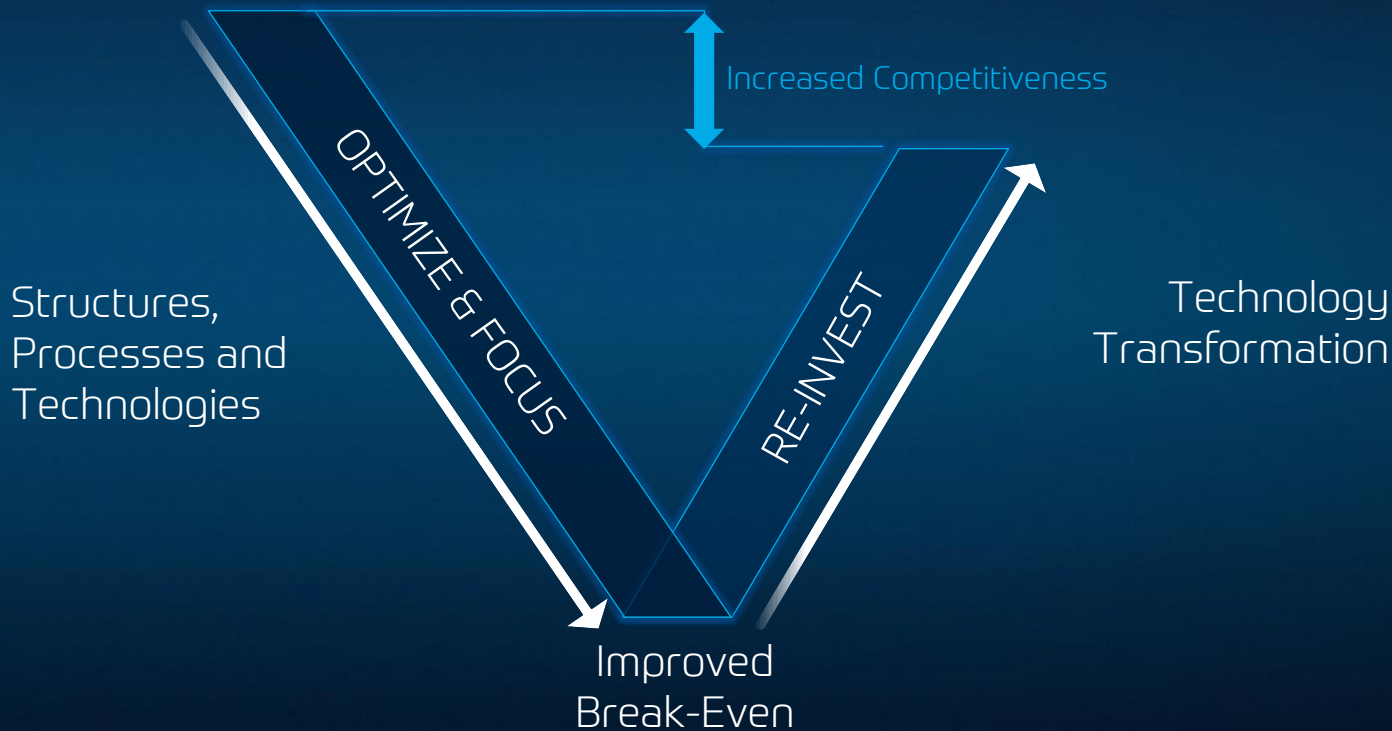 Increased Competitiveness
OPTIMIZE & FOCUS
RE-INVEST
Structures,
Processes and
Technologies
Technology
Transformation
Improved
Break-Even